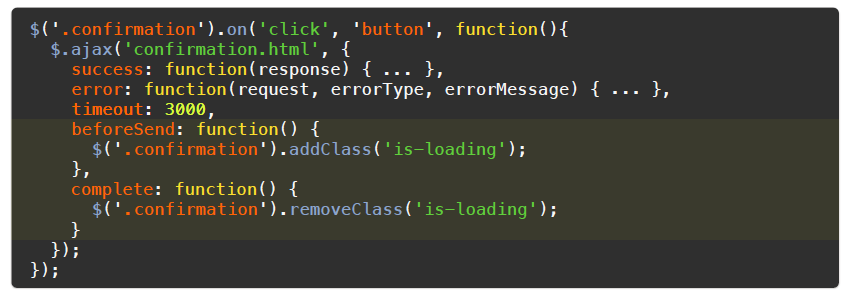 $('.confirmation').on('click', 'button', function(){
  $.ajax('confirmation.html', {
    success: function(response) { ... },
    error: function(request, errorType, errorMessage) { ... },
    timeout: 3000,
    beforeSend: function() {
      $('.confirmation').addClass('is-loading');
    },
    complete: function() {
      $('.confirmation').removeClass('is-loading');
    }
  });
});